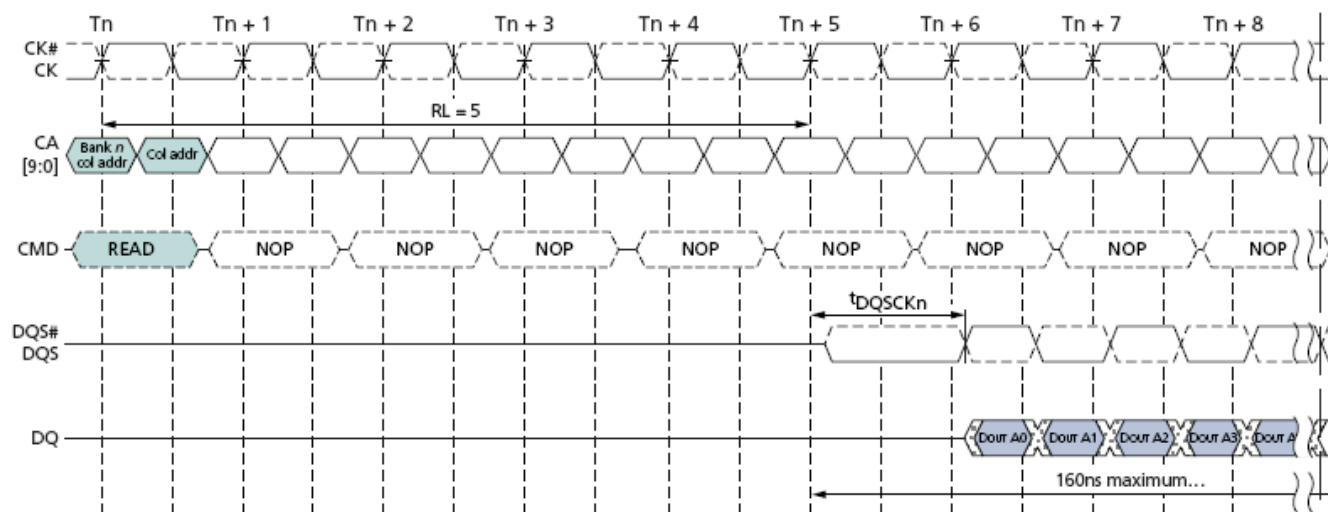 Tn Tn + 1 Tn + 2 Tn + 3 Tn + 4 Tn + 5 Tn + 6 Tn + 7 Tn + 8
CK#
CK
RL = 5
CA
[9:0]
Bank n
col addr
Col addr
CMD READ NOP NOP NOP NOP NOP NOP NOP NOP
tDQSCKn
DQS#
DQS
DQ DOUT A0 DOUT A1 DOUT A2 DOUT A3 DOUT A
160ns maximum…